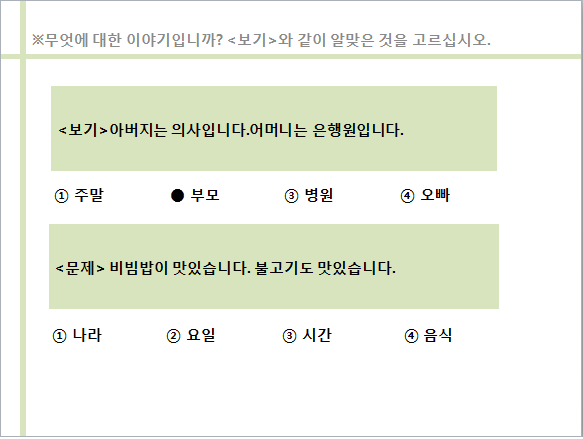 ※무엇에 대한 이야기입니까? <보기>와 같이 알맞은 것을 고르십시오.
<보기>아버지는 의사입니다.어머니는 은행원입니다.
① 주말 ● 부모 ③ 병원 ④ 오빠
<문제> 비빔밥이 맛있습니다. 불고기도 맛있습니다.
① 나라 ② 요일 ③ 시간 ④ 음식